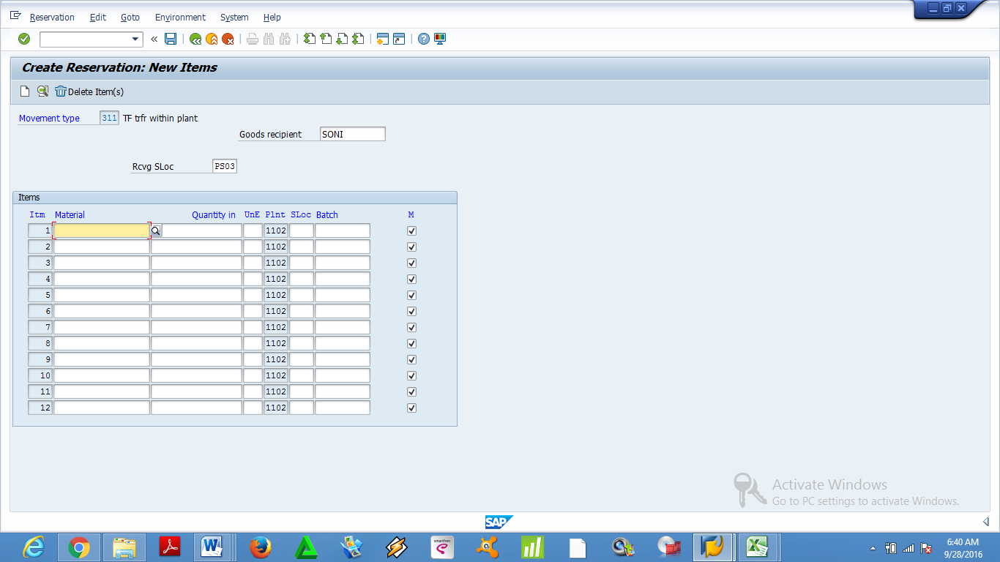 Reservation Edit Goto Environment System Help
Create Reservation: New Items
Delete Item(s)
Movement type 311 TF trfr within plant
Goods recipient SONI
Rcvg SLoc PS03
Items
Itm Material Quantity in UnE Plnt SLoc Batch M
1 1102
2 1102
3 1102
4 1102
5 1102
6 1102
7 1102
8 1102
9 1102
10 1102
11 1102
12 1102
Activate Windows
Go to PC settings to activate Windows.
SAP
smartfren
6:40 AM
9/28/2016